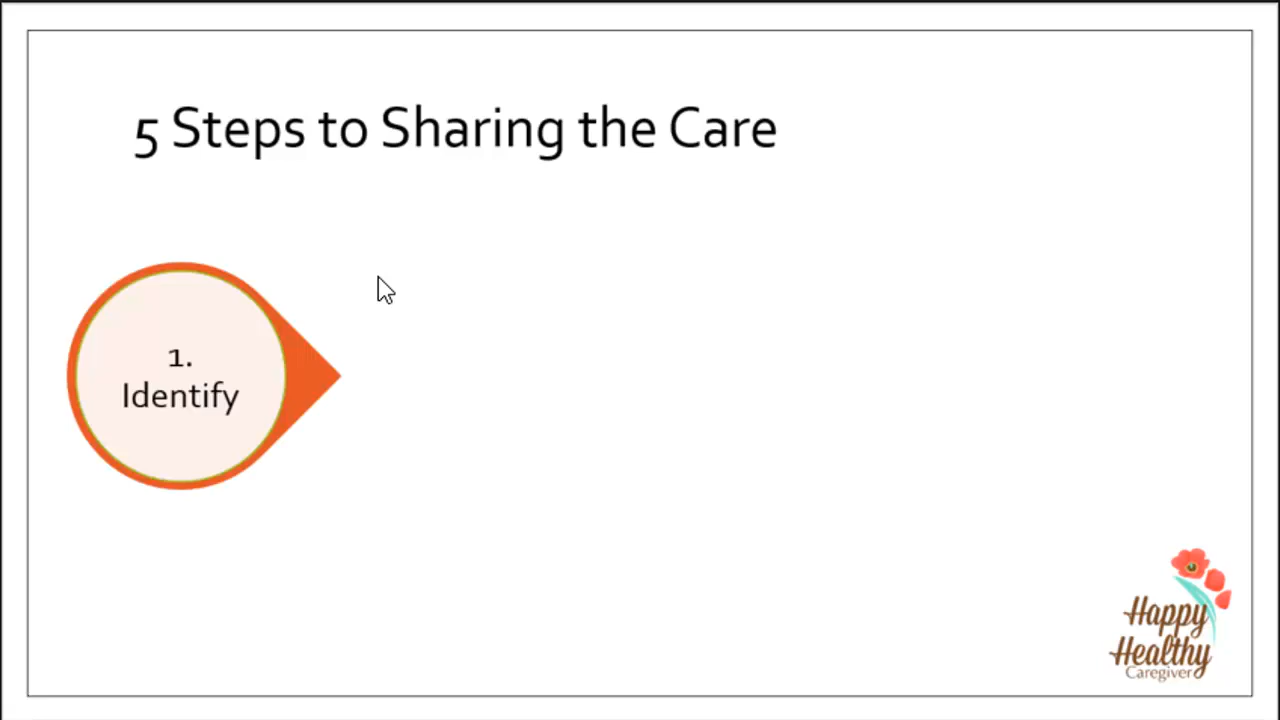 5 Steps to Sharing the Care
1.
Identify
Happy
Healthy
Caregiver